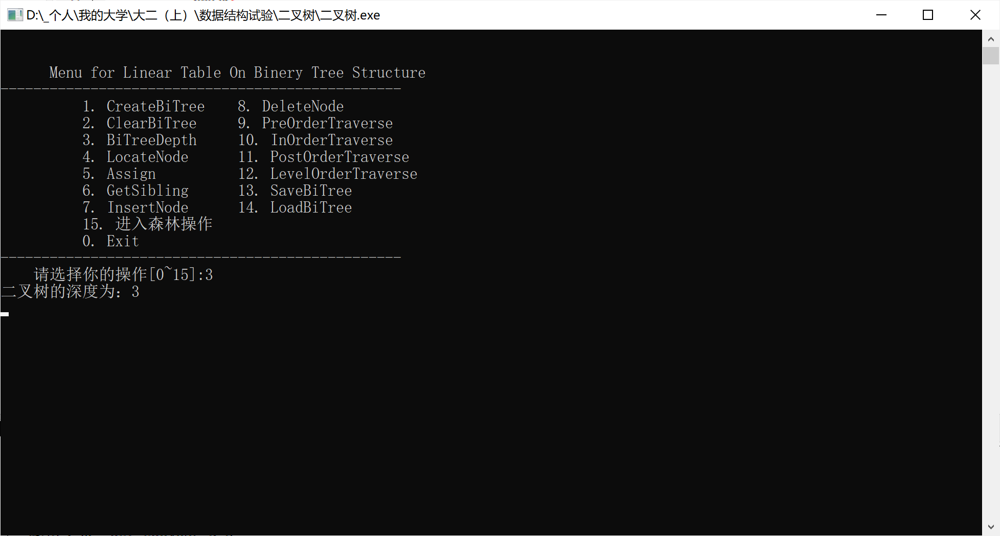 D:\_个人\我的大学\大二（上）\数据结构试验\二叉树\二叉树.exe
Menu for Linear Table On Binery Tree Structure
-------------------------------------------------
1. CreateBiTree    8. DeleteNode
2. ClearBiTree     9. PreOrderTraverse
3. BiTreeDepth     10. InOrderTraverse
4. LocateNode      11. PostOrderTraverse
5. Assign          12. LevelOrderTraverse
6. GetSibling      13. SaveBiTree
7. InsertNode      14. LoadBiTree
15. 进入森林操作
0. Exit
-------------------------------------------------
请选择你的操作[0~15]:3
二叉树的深度为：3